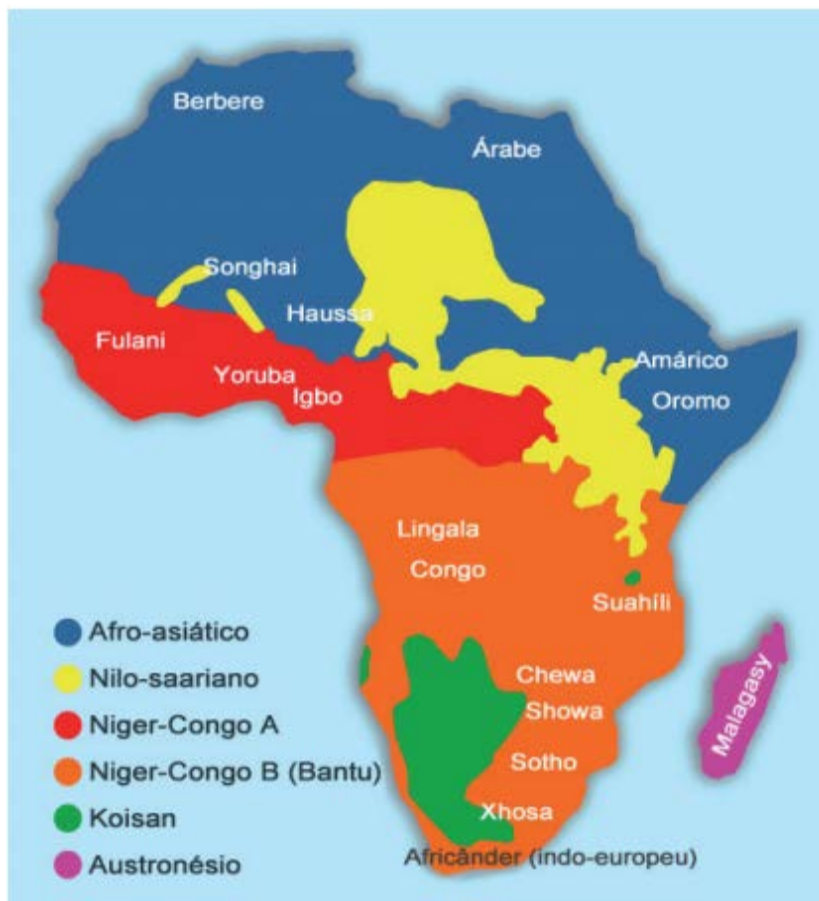 Berbere
Árabe
Songhai
Haussa
Fulani
Yoruba
Igbo
Amárico
Oromo
Lingala
Congo
Suahíli
Chewa
Showa
Sotho
Xhosa
Africânder (indo-europeu)
Malagasy
Afro-asiático
Nilo-saariano
Niger-Congo A
Niger-Congo B (Bantu)
Koisan
Austronésio